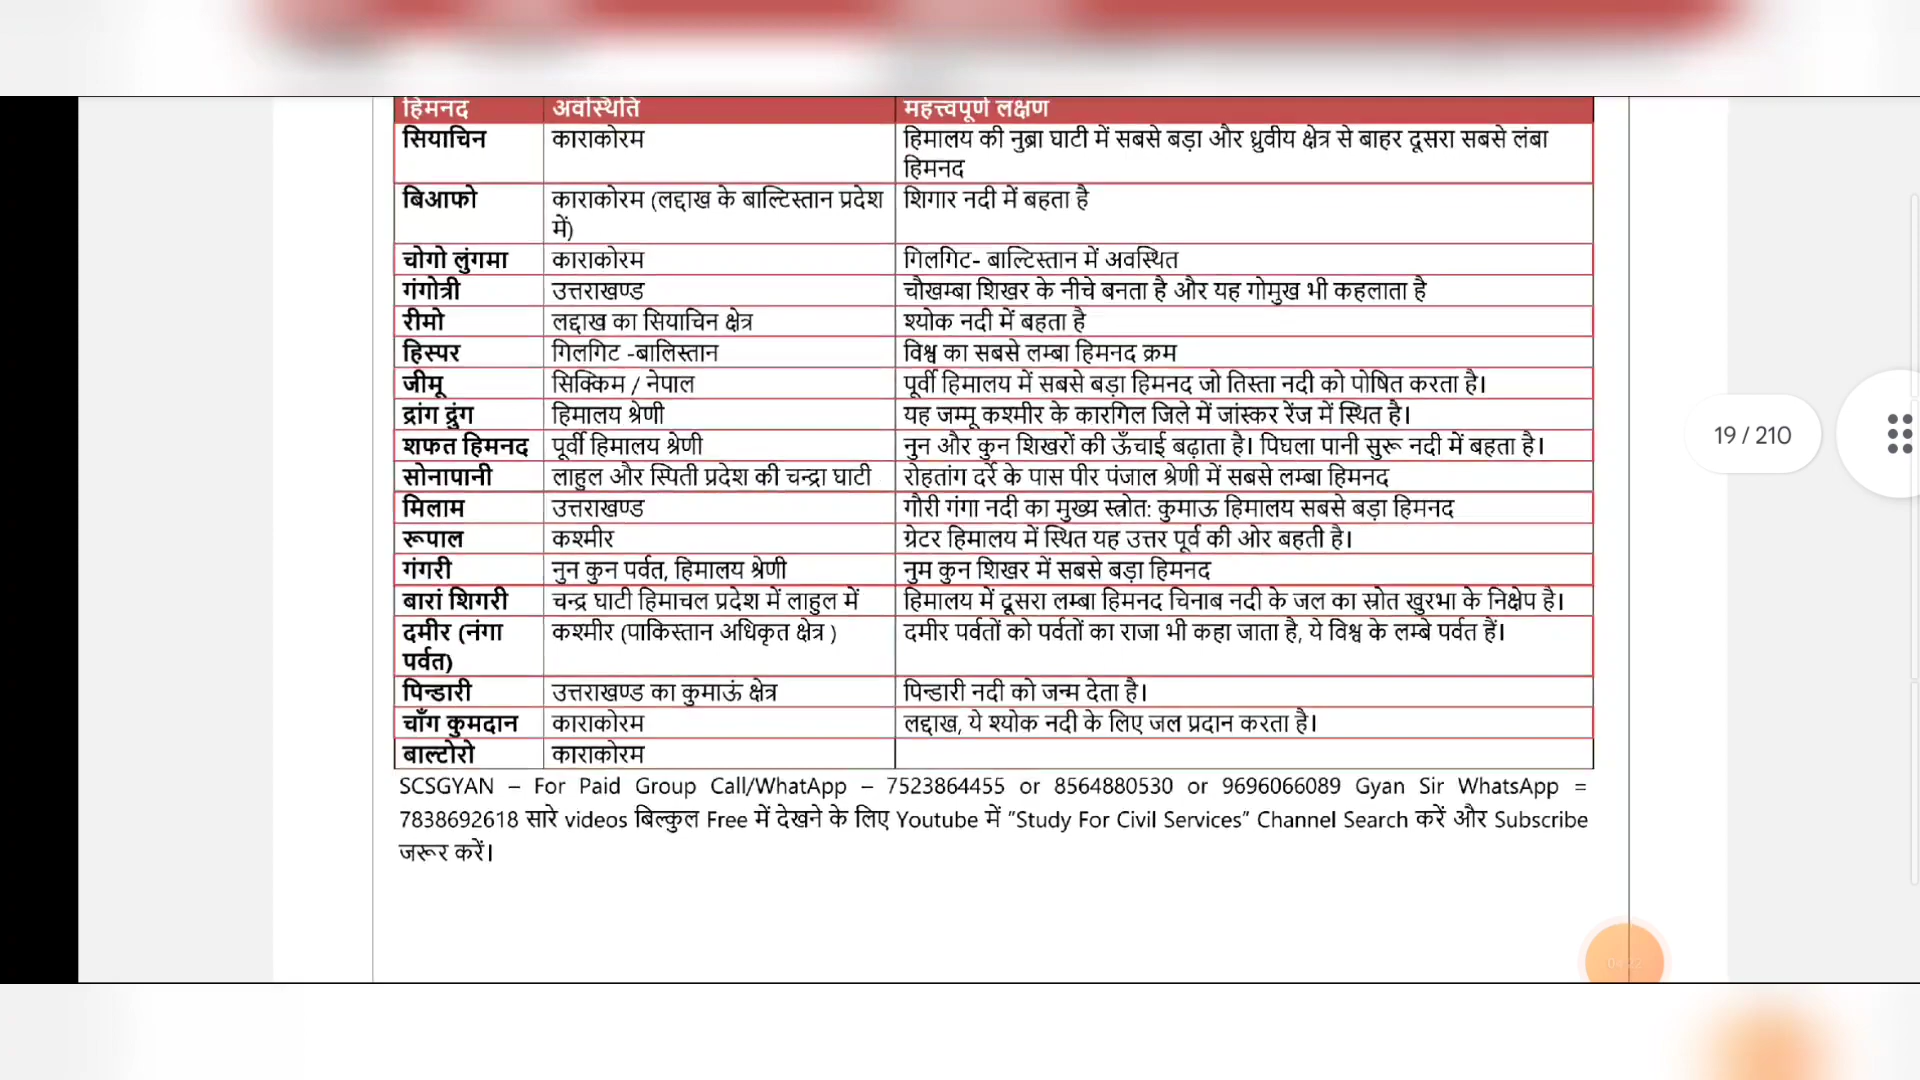 हिमनद अवस्थिति महत्त्वपूर्ण लक्षण
सियाचिन काराकोरम हिमालय की नुब्रा घाटी में सबसे बड़ा और ध्रुवीय क्षेत्र से बाहर दूसरा सबसे लंबा
हिमनद
बिआफो काराकोरम (लद्दाख के बाल्टिस्तान प्रदेश शिगार नदी में बहता है
में)
चोगो लुंगमा काराकोरम गिलगिट- बाल्टिस्तान में अवस्थित
गंगोत्री उत्तराखण्ड चौखम्बा शिखर के नीचे बनता है और यह गोमुख भी कहलाता है
रीमो लद्दाख का सियाचिन क्षेत्र श्योक नदी में बहता है
हिस्पर गिलगिट -बालिस्तान विश्व का सबसे लम्बा हिमनद क्रम
जीमू सिक्किम / नेपाल पूर्वी हिमालय में सबसे बड़ा हिमनद जो तिस्ता नदी को पोषित करता है।
द्रांग द्रुंग हिमालय श्रेणी यह जम्मू कश्मीर के कारगिल जिले में जांस्कर रेंज में स्थित है।
शफत हिमनद पूर्वी हिमालय श्रेणी नुन और कुन शिखरों की ऊँचाई बढ़ाता है। पिघला पानी सुरू नदी में बहता है।
सोनापानी लाहुल और स्पिती प्रदेश की चन्द्रा घाटी रोहतांग दर्रे के पास पीर पंजाल श्रेणी में सबसे लम्बा हिमनद
मिलाम उत्तराखण्ड गौरी गंगा नदी का मुख्य स्त्रोत: कुमाऊ हिमालय सबसे बड़ा हिमनद
रूपाल कश्मीर ग्रेटर हिमालय में स्थित यह उत्तर पूर्व की ओर बहती है।
गंगरी नुन कुन पर्वत, हिमालय श्रेणी नुम कुन शिखर में सबसे बड़ा हिमनद
बारां शिगरी चन्द्र घाटी हिमाचल प्रदेश में लाहुल में हिमालय में दूसरा लम्बा हिमनद चिनाब नदी के जल का स्रोत खुरभा के निक्षेप है।
दमीर (नंगा कश्मीर (पाकिस्तान अधिकृत क्षेत्र ) दमीर पर्वतों को पर्वतों का राजा भी कहा जाता है, ये विश्व के लम्बे पर्वत हैं।
पर्वत)
पिन्डारी उत्तराखण्ड का कुमाऊं क्षेत्र पिन्डारी नदी को जन्म देता है।
चाँग कुमदान काराकोरम लद्दाख, ये श्योक नदी के लिए जल प्रदान करता है।
बाल्टोरो काराकोरम
SCSGYAN – For Paid Group Call/WhatApp – 7523864455 or 8564880530 or 9696066089 Gyan Sir WhatsApp =
7838692618 सारे videos बिल्कुल Free में देखने के लिए Youtube में "Study For Civil Services" Channel Search करें और Subscribe
जरूर करें।
19 / 210